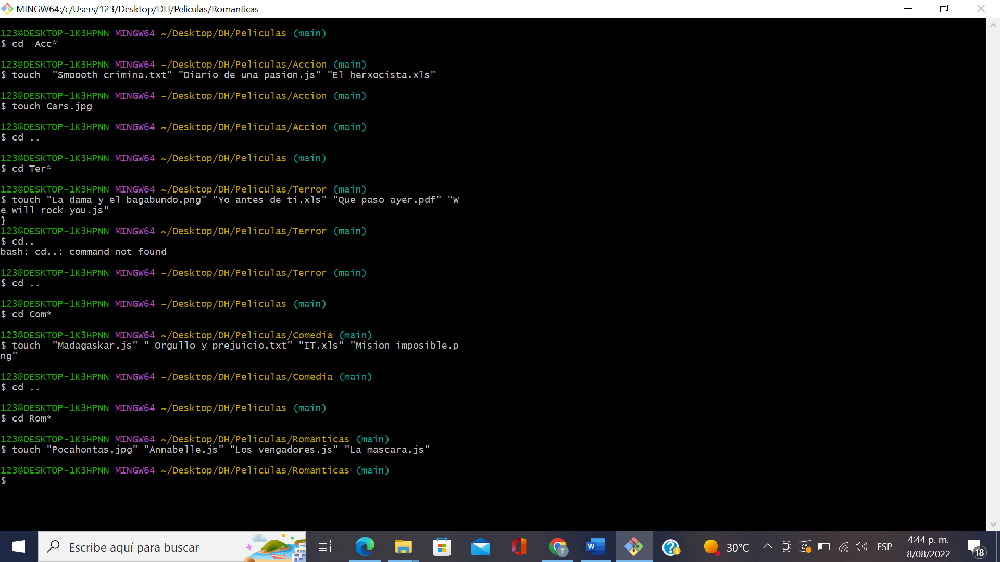 MINGW64:/c/Users/123/Desktop/DH/Peliculas/Romanticas
123@DESKTOP-1K3HPNN MINGW64 ~/Desktop/DH/Peliculas (main)
$ cd  Acc*
123@DESKTOP-1K3HPNN MINGW64 ~/Desktop/DH/Peliculas/Accion (main)
$ touch  "Smoooth crimina.txt" "Diario de una pasion.js" "El herxocista.xls"
123@DESKTOP-1K3HPNN MINGW64 ~/Desktop/DH/Peliculas/Accion (main)
$ touch Cars.jpg
123@DESKTOP-1K3HPNN MINGW64 ~/Desktop/DH/Peliculas/Accion (main)
$ cd ..
123@DESKTOP-1K3HPNN MINGW64 ~/Desktop/DH/Peliculas (main)
$ cd Ter*
123@DESKTOP-1K3HPNN MINGW64 ~/Desktop/DH/Peliculas/Terror (main)
$ touch "La dama y el bagabundo.png" "Yo antes de ti.xls" "Que paso ayer.pdf" "W
e will rock you.js"
}
123@DESKTOP-1K3HPNN MINGW64 ~/Desktop/DH/Peliculas/Terror (main)
$ cd..
bash: cd..: command not found
123@DESKTOP-1K3HPNN MINGW64 ~/Desktop/DH/Peliculas/Terror (main)
$ cd ..
123@DESKTOP-1K3HPNN MINGW64 ~/Desktop/DH/Peliculas (main)
$ cd Com*
123@DESKTOP-1K3HPNN MINGW64 ~/Desktop/DH/Peliculas/Comedia (main)
$ touch  "Madagaskar.js" " Orgullo y prejuicio.txt" "IT.xls" "Mision imposible.p
ng"
123@DESKTOP-1K3HPNN MINGW64 ~/Desktop/DH/Peliculas/Comedia (main)
$ cd ..
123@DESKTOP-1K3HPNN MINGW64 ~/Desktop/DH/Peliculas (main)
$ cd Rom*
123@DESKTOP-1K3HPNN MINGW64 ~/Desktop/DH/Peliculas/Romanticas (main)
$ touch "Pocahontas.jpg" "Annabelle.js" "Los vengadores.js" "La mascara.js"
123@DESKTOP-1K3HPNN MINGW64 ~/Desktop/DH/Peliculas/Romanticas (main)
$
Escribe aquí para buscar
T
W
30°C
ESP
4:44 p. m.
8/08/2022
18